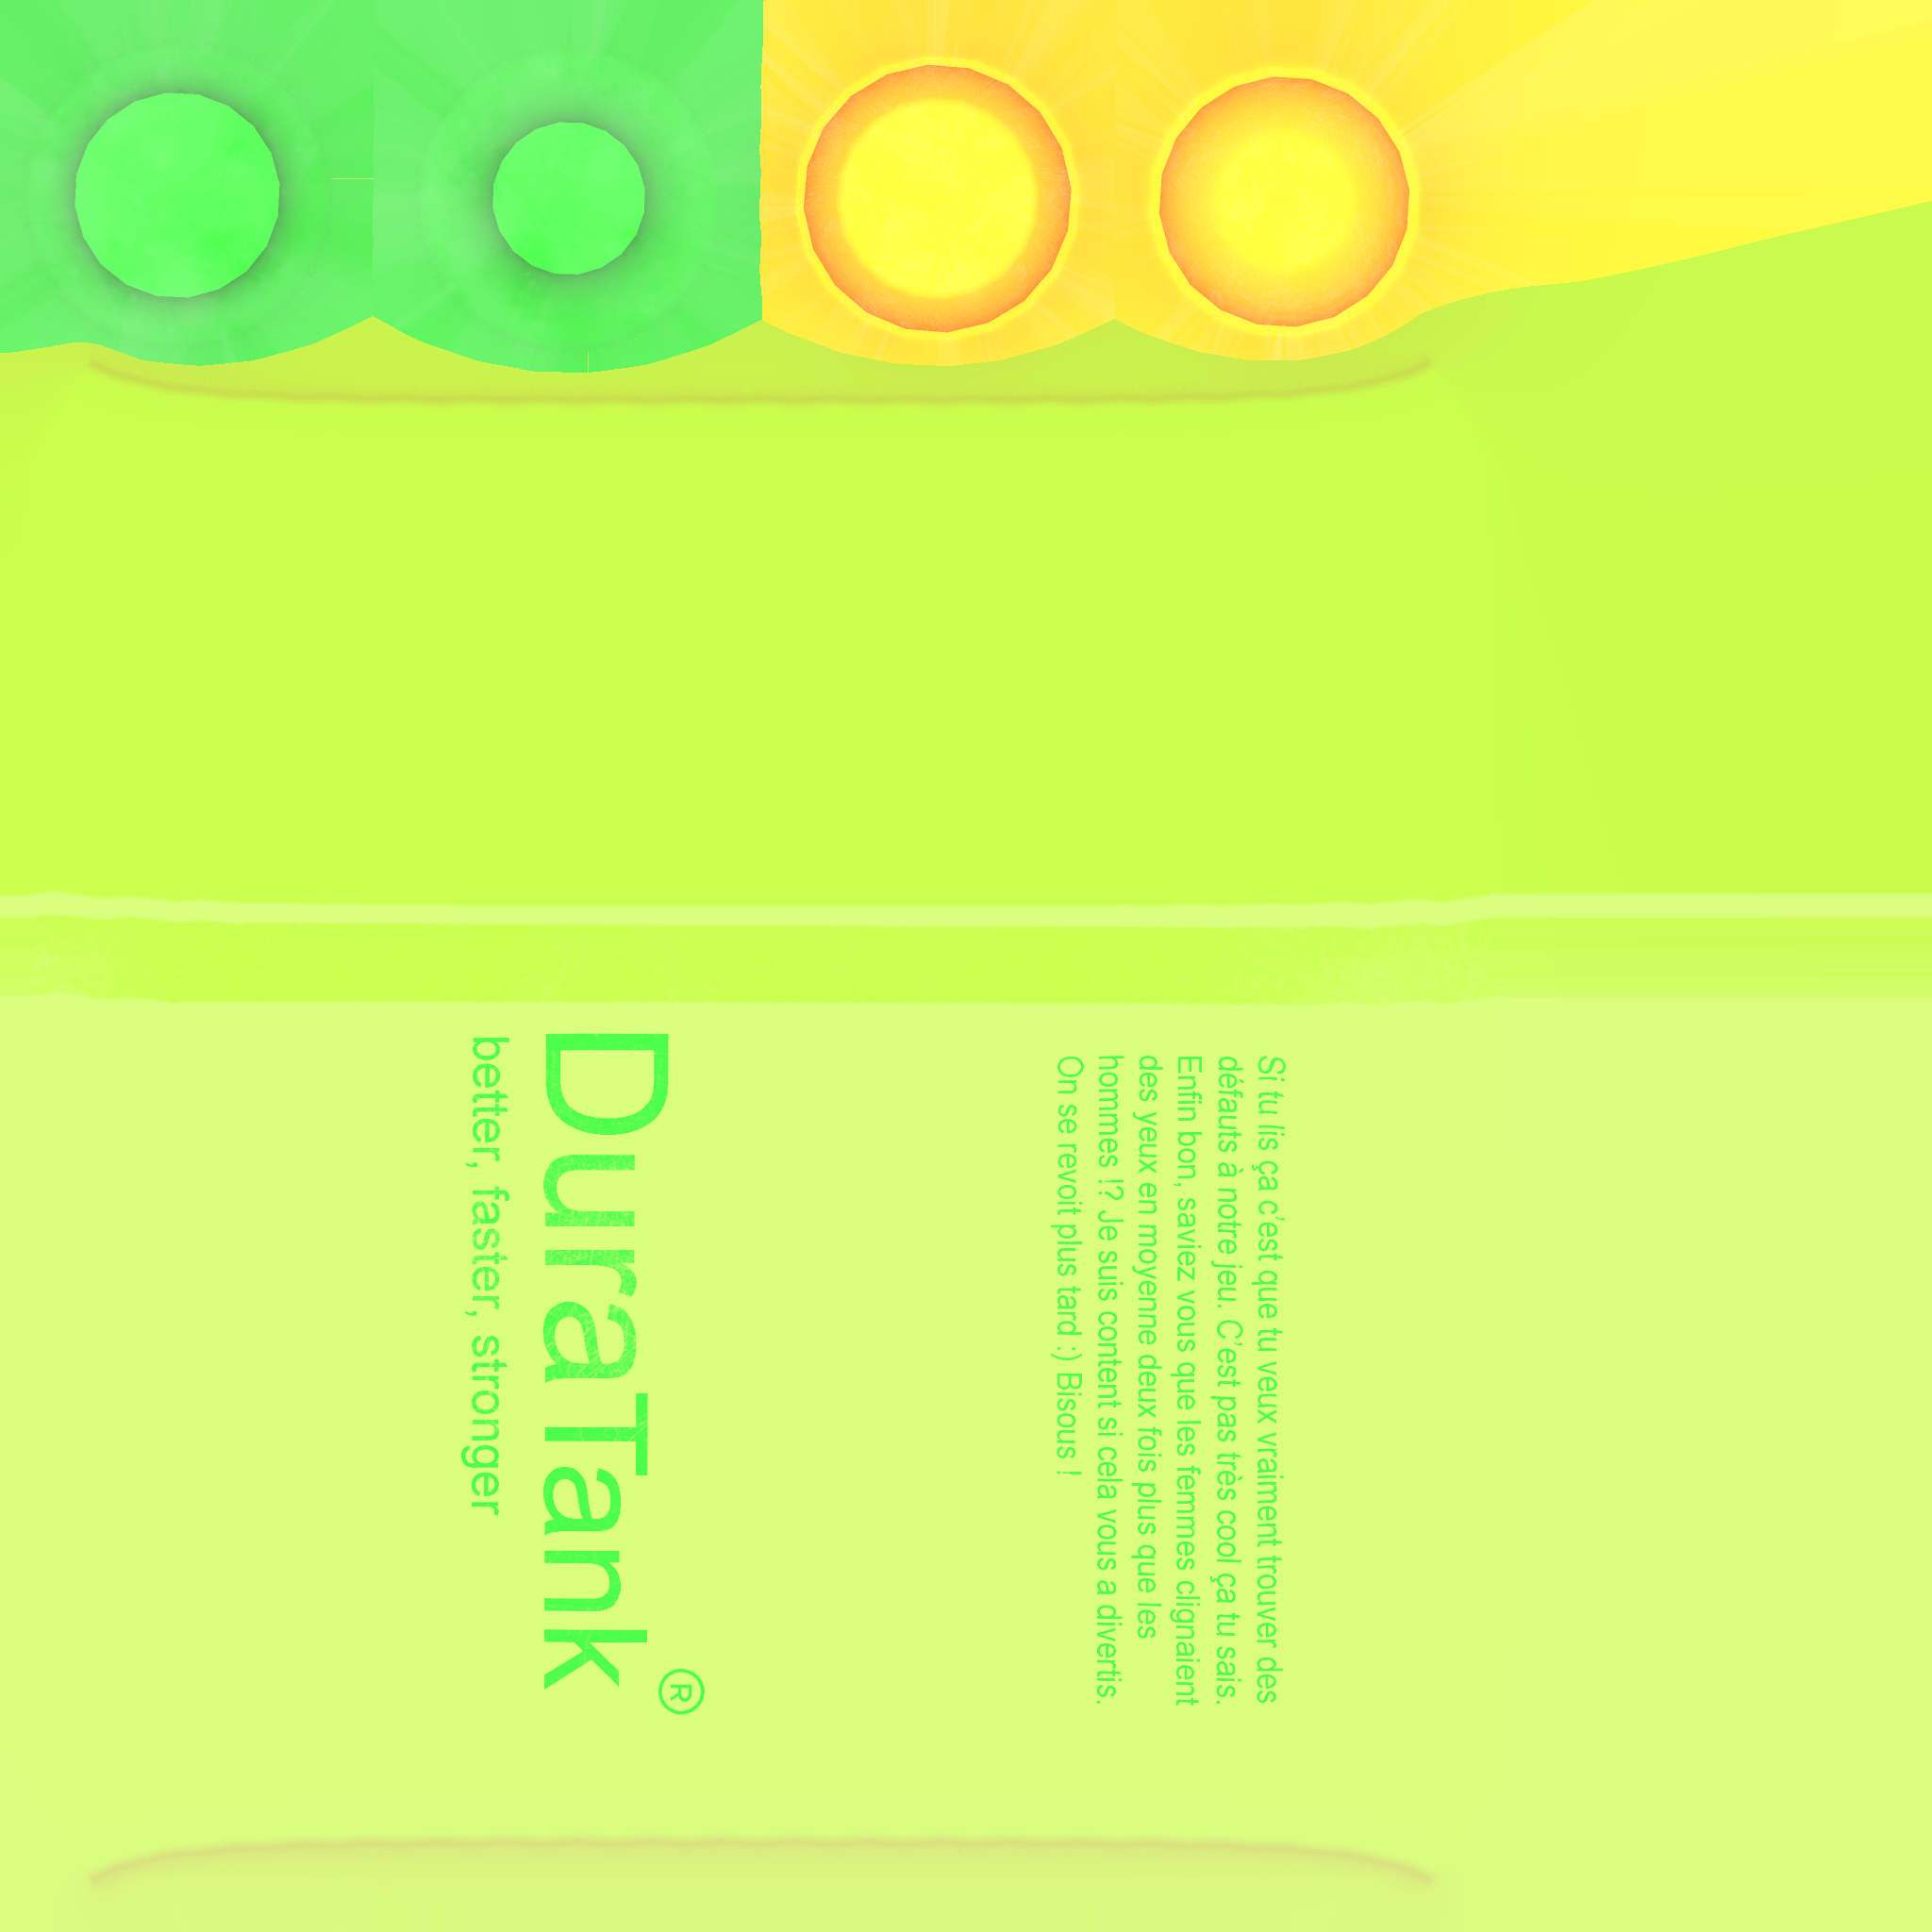 DuraTank®
better, faster, stronger
Si tu lis ça c'est que tu veux vraiment trouver des
défauts à notre jeu. C'est pas très cool ça tu sais.
Enfin bon, saviez vous que les femmes clignaient
des yeux en moyenne deux fois plus que les
hommes !? Je suis content si cela vous a divertis.
On se revoit plus tard :) Bisous !